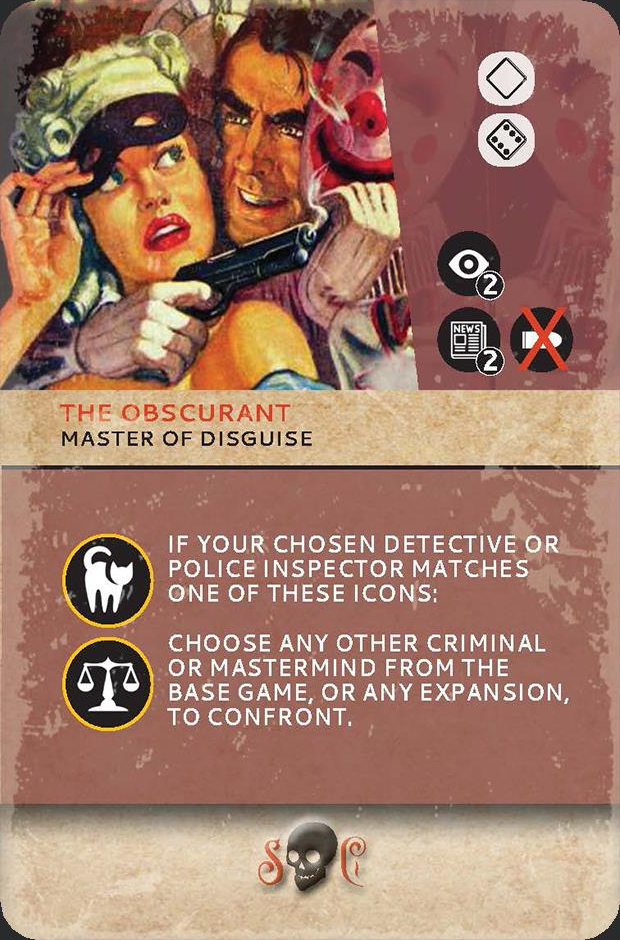 2
NEWS
2
THE OBSCURANT
MASTER OF DISGUISE
IF YOUR CHOSEN DETECTIVE OR
POLICE INSPECTOR MATCHES
ONE OF THESE ICONS:
CHOOSE ANY OTHER CRIMINAL
OR MASTERMIND FROM THE
BASE GAME, OR ANY EXPANSION,
TO CONFRONT.
S C